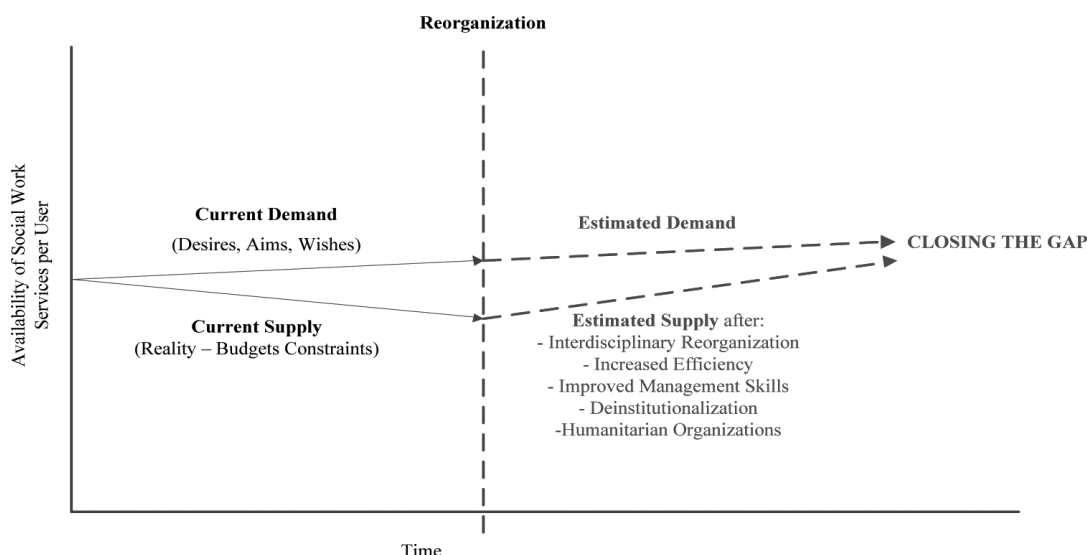 Reorganization
Availability of Social Work
Services per User
Current Demand
(Desires, Aims, Wishes)
Estimated Demand
CLOSING THE GAP
Current Supply
(Reality – Budgets Constraints)
Estimated Supply after:
- Interdisciplinary Reorganization
- Increased Efficiency
- Improved Management Skills
- Deinstitutionalization
-Humanitarian Organizations
Time